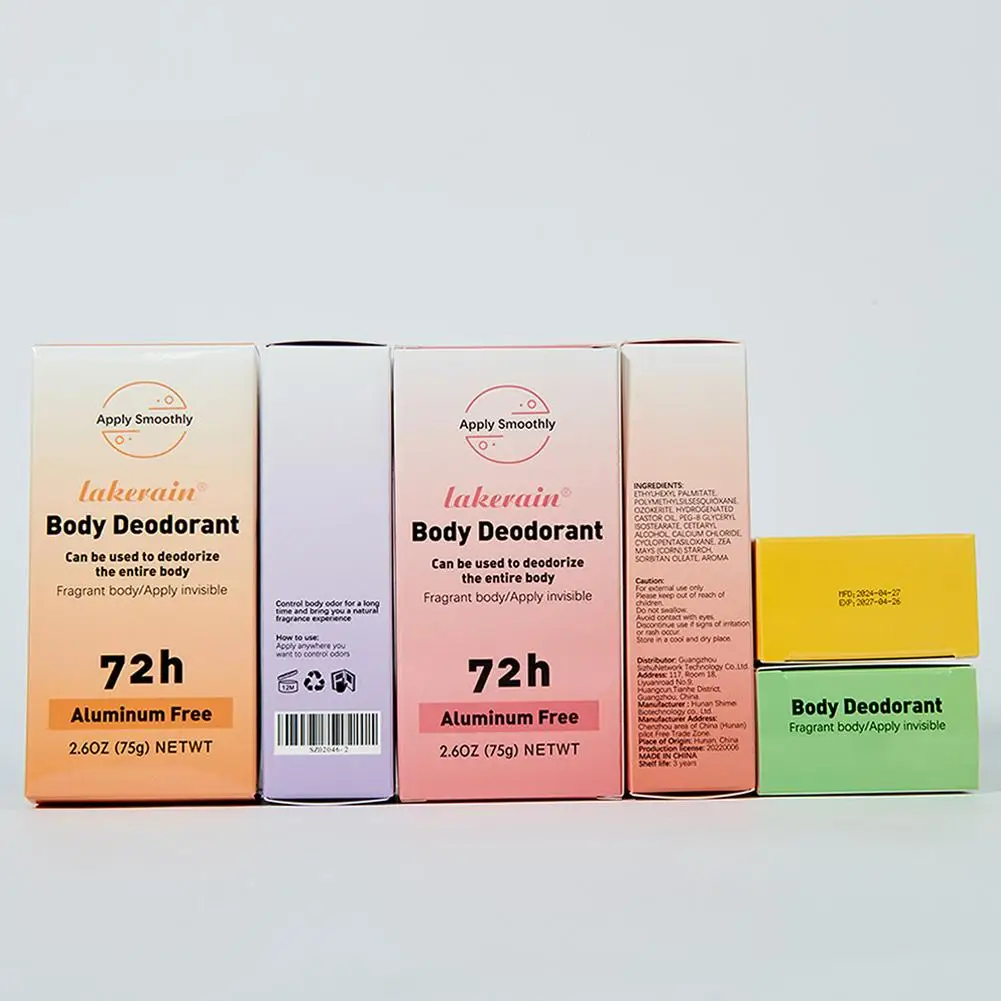 Apply Smoothly
lakerain®
Body Deodorant
Can be used to deodorize
the entire body
Fragrant body/Apply invisible
72h
Aluminum Free
2.6OZ (75g) NETWT
Control body odor for a long
time and bring you a natural
fragrance experience
How to use:
Apply anywhere you
want to control odors
12M
SZ02046-2
Apply Smoothly
lakerain®
Body Deodorant
Can be used to deodorize
the entire body
Fragrant body/Apply invisible
72h
Aluminum Free
2.6OZ (75g) NETWT
INGREDIENTS:
ETHYLHEXYL PALMITATE,
POLYMETHYLSILSESQUIOXANE,
OZOKERITE, HYDROGENATED
CASTOR OIL, PEG-8 GLYCERYL
ISOSTEARATE, CETEARYL
ALCOHOL, CALCIUM CHLORIDE,
CYCLOPENTASILOXANE, ZEA
MAYS (CORN) STARCH,
SORBITAN OLEATE, AROMA
Caution:
For external use only
Please keep out of reach of
children.
Do not swallow.
Avoid contact with eyes.
Discontinue use if signs of irritation
or rash occur.
Store in a cool and dry place.
Distributor: Guangzhou
SizhuNetwork Technology Co.,Ltd.
Address: 117, Room 18,
Liyuanroad No.9,
Huangcun,Tianhe District,
Guangzhou, China
Manufacturer : Hunan Shimei
Biotechnology co., Ltd.
Manufacturer Address:
Chenzhou area of China (Hunan)
pilot Free Trade Zone.
Place of Origin: Hunan, China
Production license: 20220006
MADE IN CHINA
Shelf life: 3 years
MFD:2024-04-27
EXP:2027-04-26
Body Deodorant
Fragrant body/Apply invisible